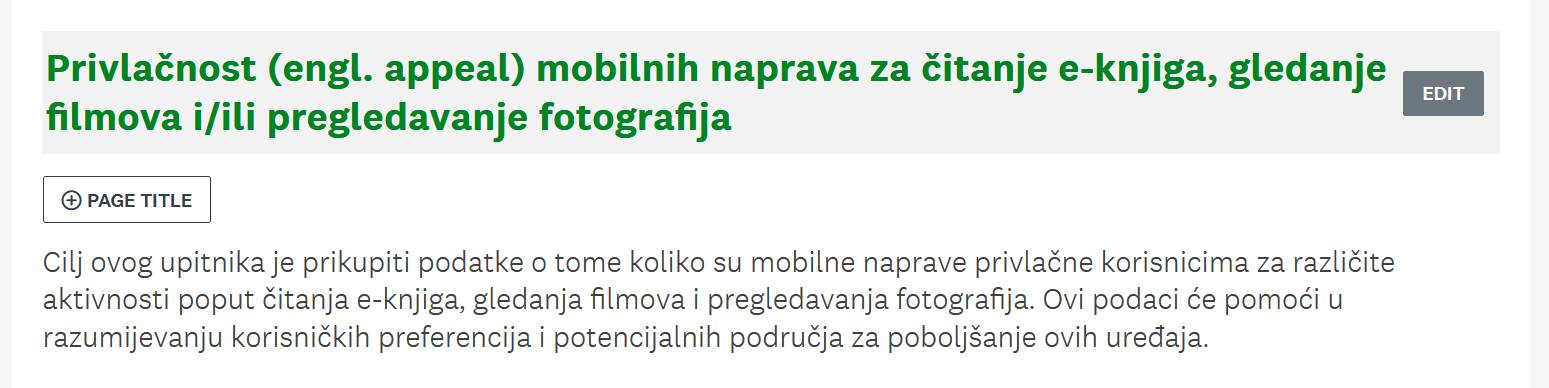 Privlačnost (engl. appeal) mobilnih naprava za čitanje e-knjiga, gledanje
filmova i/ili pregledavanje fotografija
EDIT
PAGE TITLE
Cilj ovog upitnika je prikupiti podatke o tome koliko su mobilne naprave privlačne korisnicima za različite
aktivnosti poput čitanja e-knjiga, gledanja filmova i pregledavanja fotografija. Ovi podaci će pomoći u
razumijevanju korisničkih preferencija i potencijalnih područja za poboljšanje ovih uređaja.